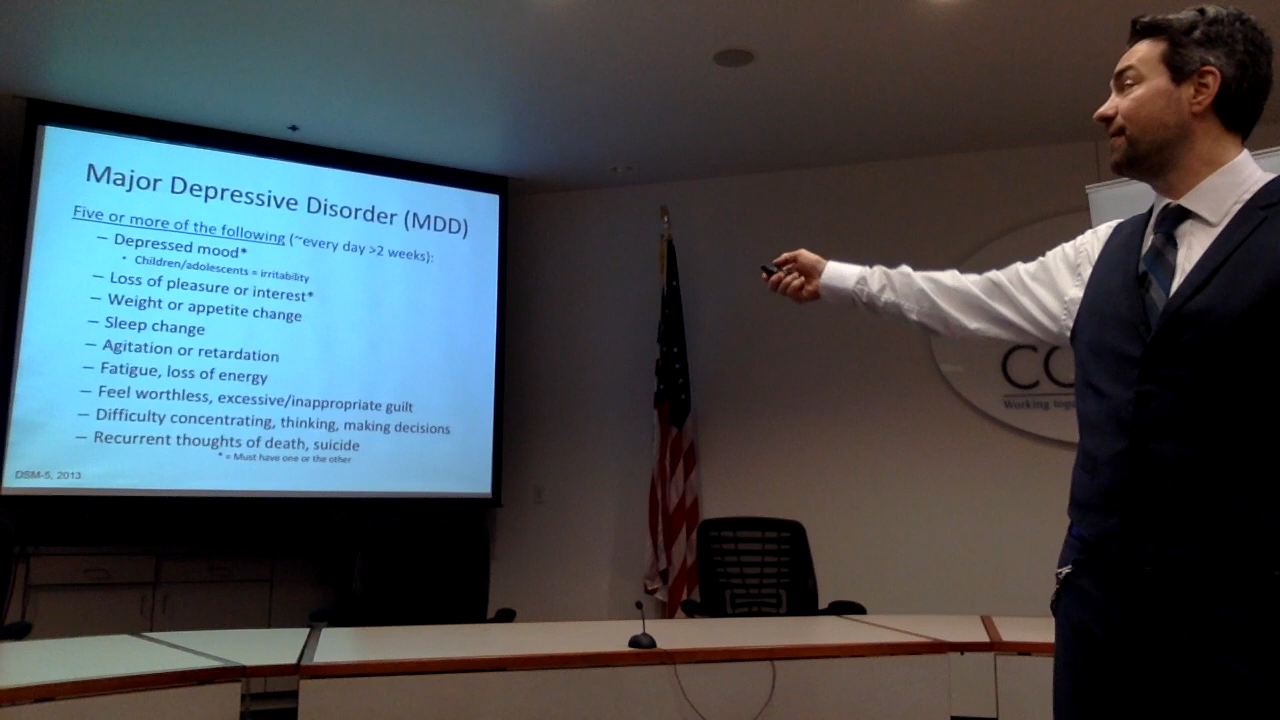 Major Depressive Disorder (MDD)
Five or more of the following (~every day >2 weeks):
– Depressed mood*
• Children/adolescents = irritability
– Loss of pleasure or interest*
– Weight or appetite change
– Sleep change
– Agitation or retardation
– Fatigue, loss of energy
– Feel worthless, excessive/inappropriate guilt
– Difficulty concentrating, thinking, making decisions
– Recurrent thoughts of death, suicide
* = Must have one or the other
DSM-5, 2013
Working